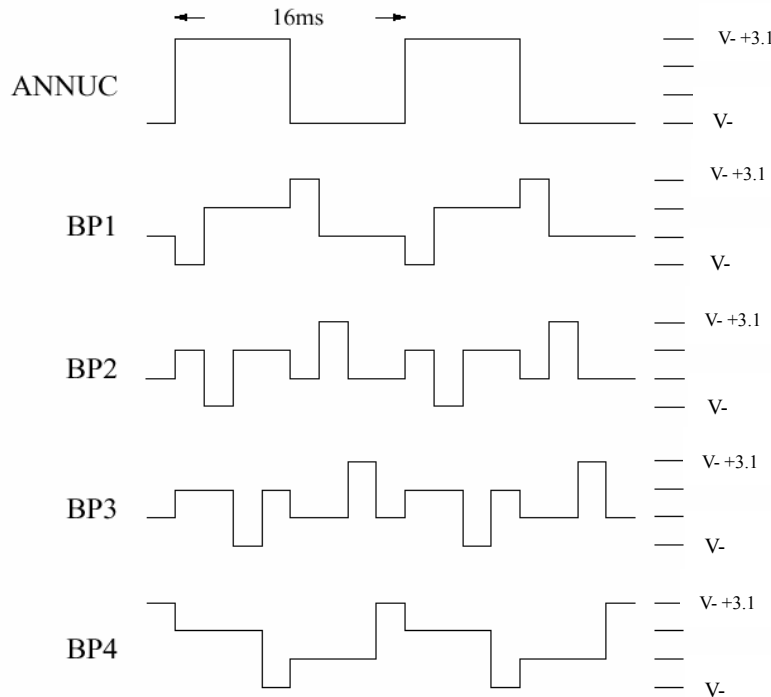 16ms
ANNUC
V- +3.1
V-
BP1
V- +3.1
V-
BP2
V- +3.1
V-
BP3
V- +3.1
V-
BP4
V- +3.1
V-